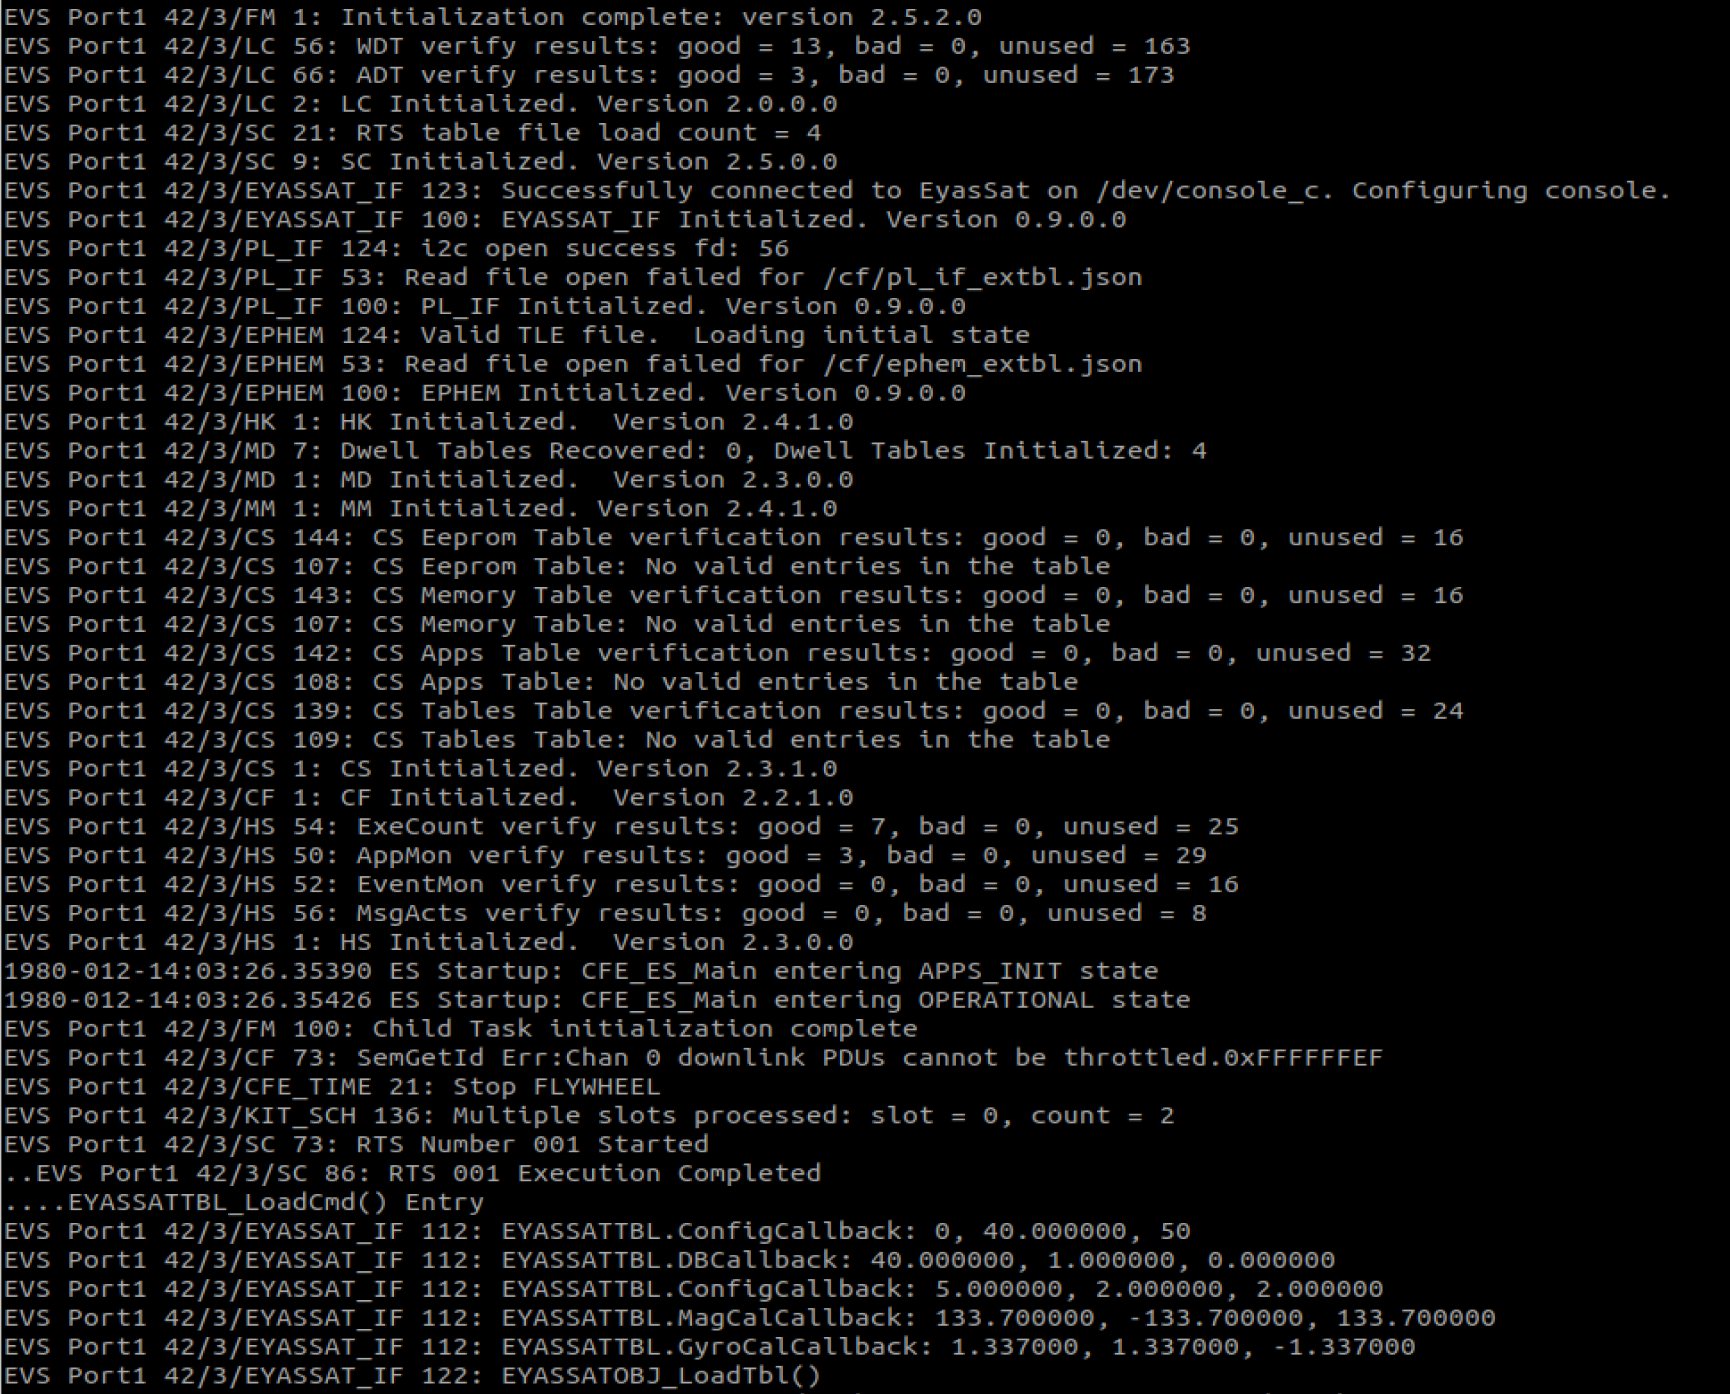 EVS Port1 42/3/FM 1: Initialization complete: version 2.5.2.0
EVS Port1 42/3/LC 56: WDT verify results: good = 13, bad = 0, unused = 163
EVS Port1 42/3/LC 66: ADT verify results: good = 3, bad = 0, unused = 173
EVS Port1 42/3/LC 2: LC Initialized. Version 2.0.0.0
EVS Port1 42/3/SC 21: RTS table file load count = 4
EVS Port1 42/3/SC 9: SC Initialized. Version 2.5.0.0
EVS Port1 42/3/EYASSAT_IF 123: Successfully connected to EyasSat on /dev/console_c. Configuring console.
EVS Port1 42/3/EYASSAT_IF 100: EYASSAT_IF Initialized. Version 0.9.0.0
EVS Port1 42/3/PL_IF 124: i2c open success fd: 56
EVS Port1 42/3/PL_IF 53: Read file open failed for /cf/pl_if_extbl.json
EVS Port1 42/3/PL_IF 100: PL_IF Initialized. Version 0.9.0.0
EVS Port1 42/3/EPHEM 124: Valid TLE file.  Loading initial state
EVS Port1 42/3/EPHEM 53: Read file open failed for /cf/ephem_extbl.json
EVS Port1 42/3/EPHEM 100: EPHEM Initialized. Version 0.9.0.0
EVS Port1 42/3/HK 1: HK Initialized.  Version 2.4.1.0
EVS Port1 42/3/MD 7: Dwell Tables Recovered: 0, Dwell Tables Initialized: 4
EVS Port1 42/3/MD 1: MD Initialized.  Version 2.3.0.0
EVS Port1 42/3/MM 1: MM Initialized. Version 2.4.1.0
EVS Port1 42/3/CS 144: CS Eeprom Table verification results: good = 0, bad = 0, unused = 16
EVS Port1 42/3/CS 107: CS Eeprom Table: No valid entries in the table
EVS Port1 42/3/CS 143: CS Memory Table verification results: good = 0, bad = 0, unused = 16
EVS Port1 42/3/CS 107: CS Memory Table: No valid entries in the table
EVS Port1 42/3/CS 142: CS Apps Table verification results: good = 0, bad = 0, unused = 32
EVS Port1 42/3/CS 108: CS Apps Table: No valid entries in the table
EVS Port1 42/3/CS 139: CS Tables Table verification results: good = 0, bad = 0, unused = 24
EVS Port1 42/3/CS 109: CS Tables Table: No valid entries in the table
EVS Port1 42/3/CS 1: CS Initialized. Version 2.3.1.0
EVS Port1 42/3/CF 1: CF Initialized.  Version 2.2.1.0
EVS Port1 42/3/HS 54: ExeCount verify results: good = 7, bad = 0, unused = 25
EVS Port1 42/3/HS 50: AppMon verify results: good = 3, bad = 0, unused = 29
EVS Port1 42/3/HS 52: EventMon verify results: good = 0, bad = 0, unused = 16
EVS Port1 42/3/HS 56: MsgActs verify results: good = 0, bad = 0, unused = 8
EVS Port1 42/3/HS 1: HS Initialized.  Version 2.3.0.0
1980-012-14:03:26.35390 ES Startup: CFE_ES_Main entering APPS_INIT state
1980-012-14:03:26.35426 ES Startup: CFE_ES_Main entering OPERATIONAL state
EVS Port1 42/3/FM 100: Child Task initialization complete
EVS Port1 42/3/CF 73: SemGetId Err:Chan 0 downlink PDUs cannot be throttled.0xFFFFFFEF
EVS Port1 42/3/CFE_TIME 21: Stop FLYWHEEL
EVS Port1 42/3/KIT_SCH 136: Multiple slots processed: slot = 0, count = 2
EVS Port1 42/3/SC 73: RTS Number 001 Started
..EVS Port1 42/3/SC 86: RTS 001 Execution Completed
....EYASSATTBL_LoadCmd() Entry
EVS Port1 42/3/EYASSAT_IF 112: EYASSATTBL.ConfigCallback: 0, 40.000000, 50
EVS Port1 42/3/EYASSAT_IF 112: EYASSATTBL.DBCallback: 40.000000, 1.000000, 0.000000
EVS Port1 42/3/EYASSAT_IF 112: EYASSATTBL.ConfigCallback: 5.000000, 2.000000, 2.000000
EVS Port1 42/3/EYASSAT_IF 112: EYASSATTBL.MagCalCallback: 133.700000, -133.700000, 133.700000
EVS Port1 42/3/EYASSAT_IF 112: EYASSATTBL.GyroCalCallback: 1.337000, 1.337000, -1.337000
EVS Port1 42/3/EYASSAT_IF 122: EYASSATOBJ_LoadTbl()